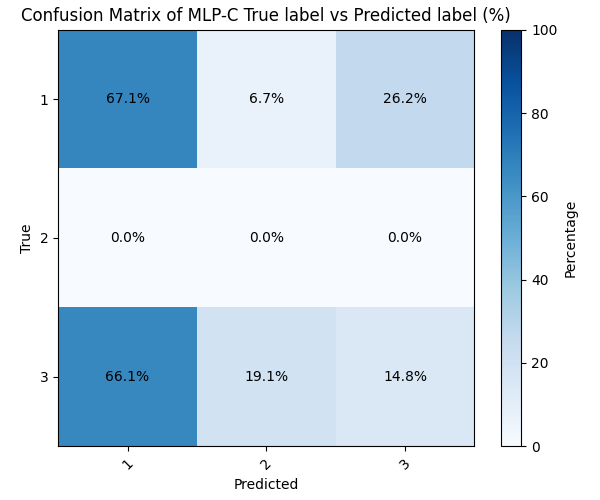 Confusion Matrix of MLP-C True label vs Predicted label (%)
True
1
2
3
67.1% 6.7% 26.2%
0.0% 0.0% 0.0%
66.1% 19.1% 14.8%
1 2 3
Predicted
100
80
60
40
20
0
Percentage